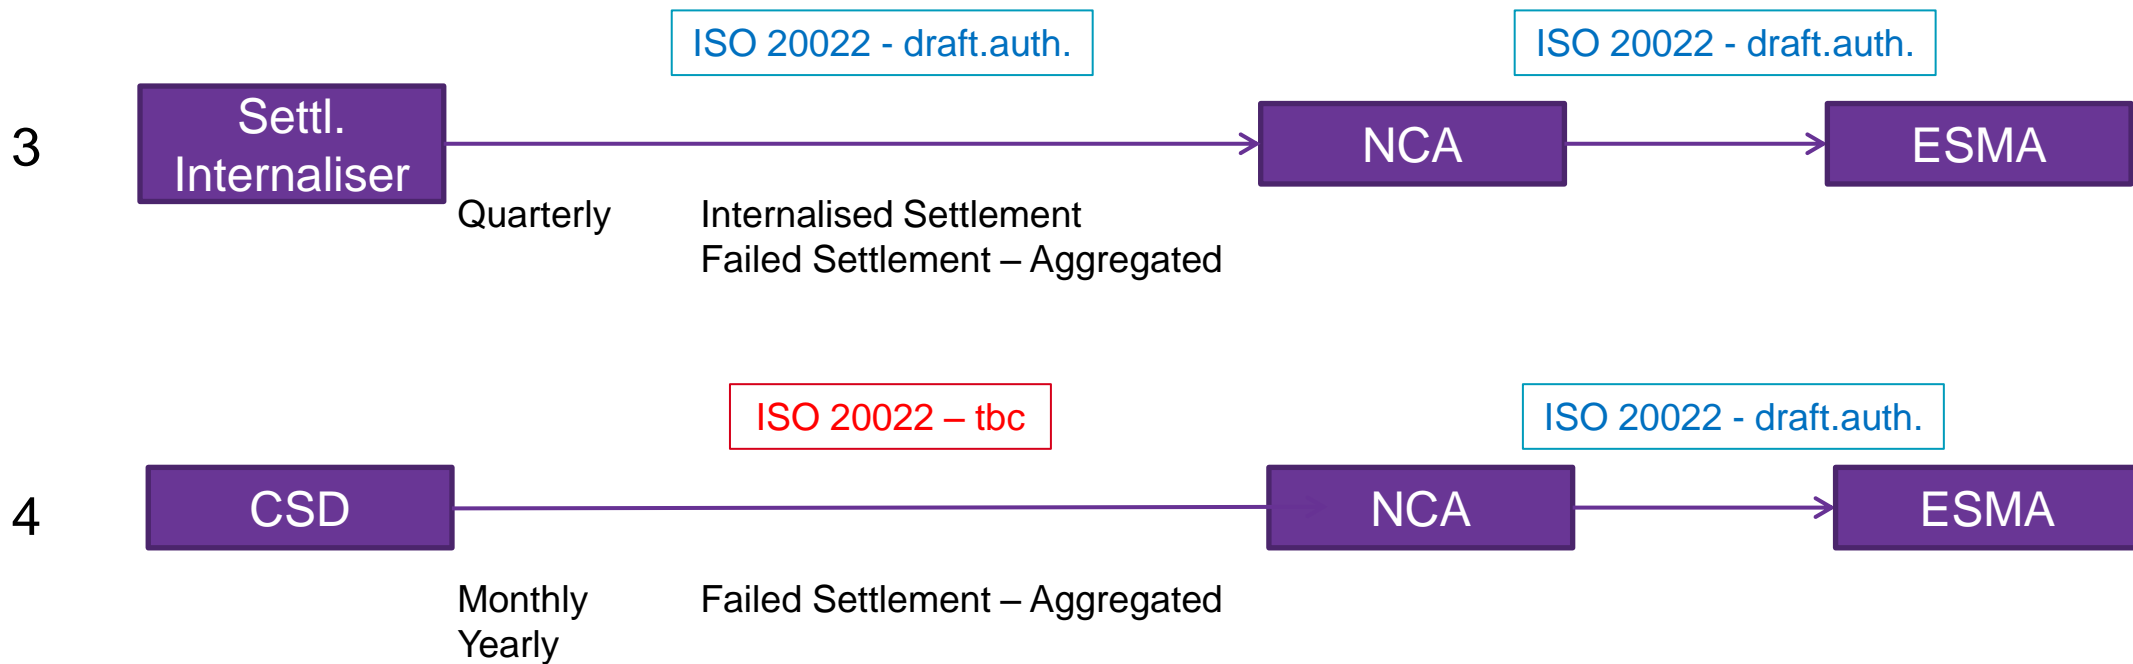 ISO 20022 - draft.auth.
ISO 20022 - draft.auth.
3
Settl.
Internaliser
NCA
ESMA
Quarterly
Internalised Settlement
Failed Settlement – Aggregated
ISO 20022 – tbc
ISO 20022 - draft.auth.
4
CSD
NCA
ESMA
Monthly
Yearly
Failed Settlement – Aggregated